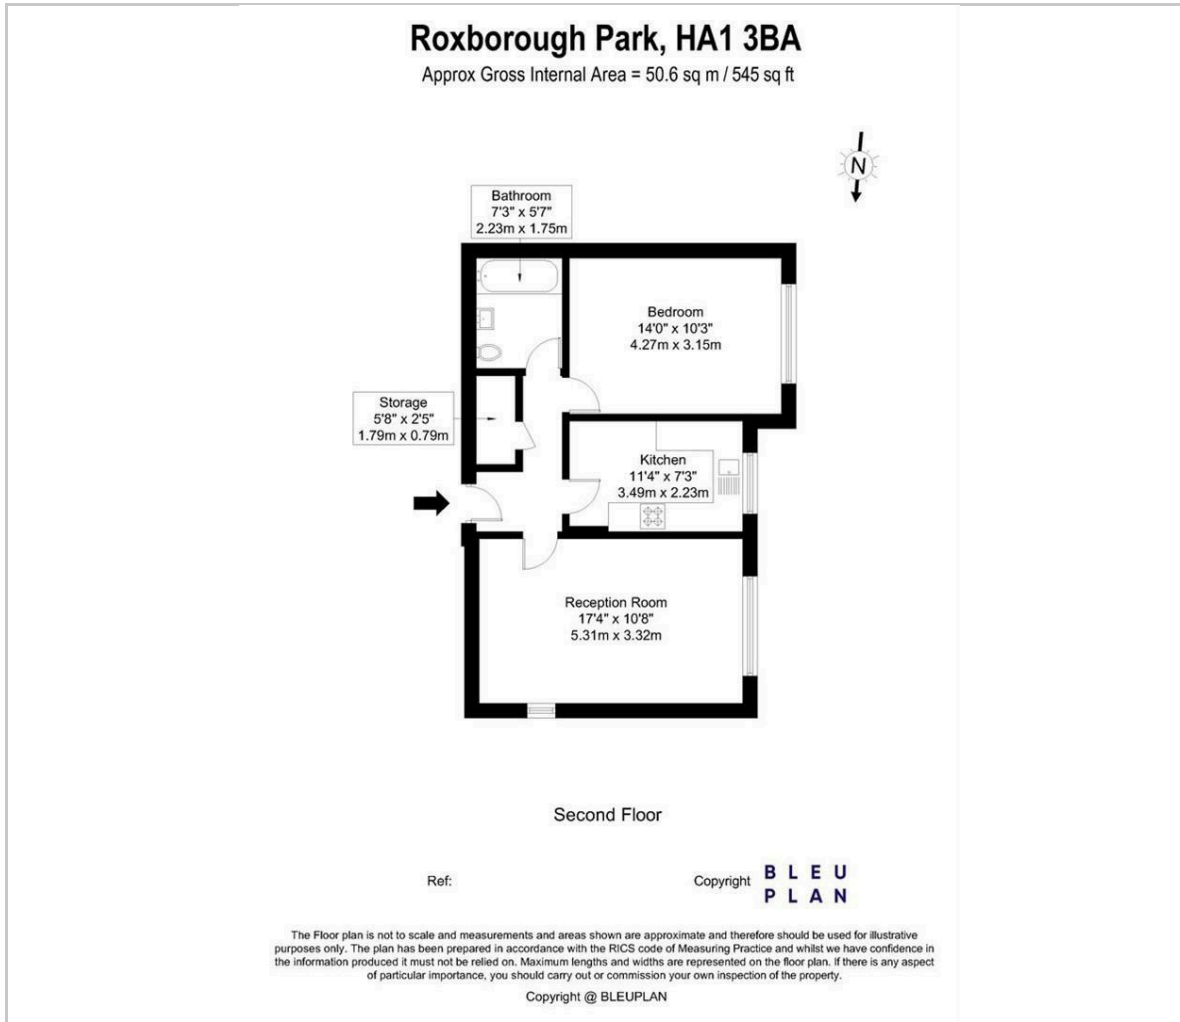 Roxborough Park, HA1 3BA
Approx Gross Internal Area = 50.6 sq m / 545 sq ft
N
Bathroom
7'3" x 5'7"
2.23m x 1.75m
Bedroom
14'0" x 10'3"
4.27m x 3.15m
Storage
5'8" x 2'5"
1.79m x 0.79m
Kitchen
11'4" x 7'3"
3.49m x 2.23m
Reception Room
17'4" x 10'8"
5.31m x 3.32m
Second Floor
Ref:
Copyright
BLEU
PLAN
The Floor plan is not to scale and measurements and areas shown are approximate and therefore should be used for illustrative
purposes only. The plan has been prepared in accordance with the RICS code of Measuring Practice and whilst we have confidence in
the information produced it must not be relied on. Maximum lengths and widths are represented on the floor plan. If there is any aspect
of particular importance, you should carry out or commission your own inspection of the property.
Copyright @ BLEUPLAN